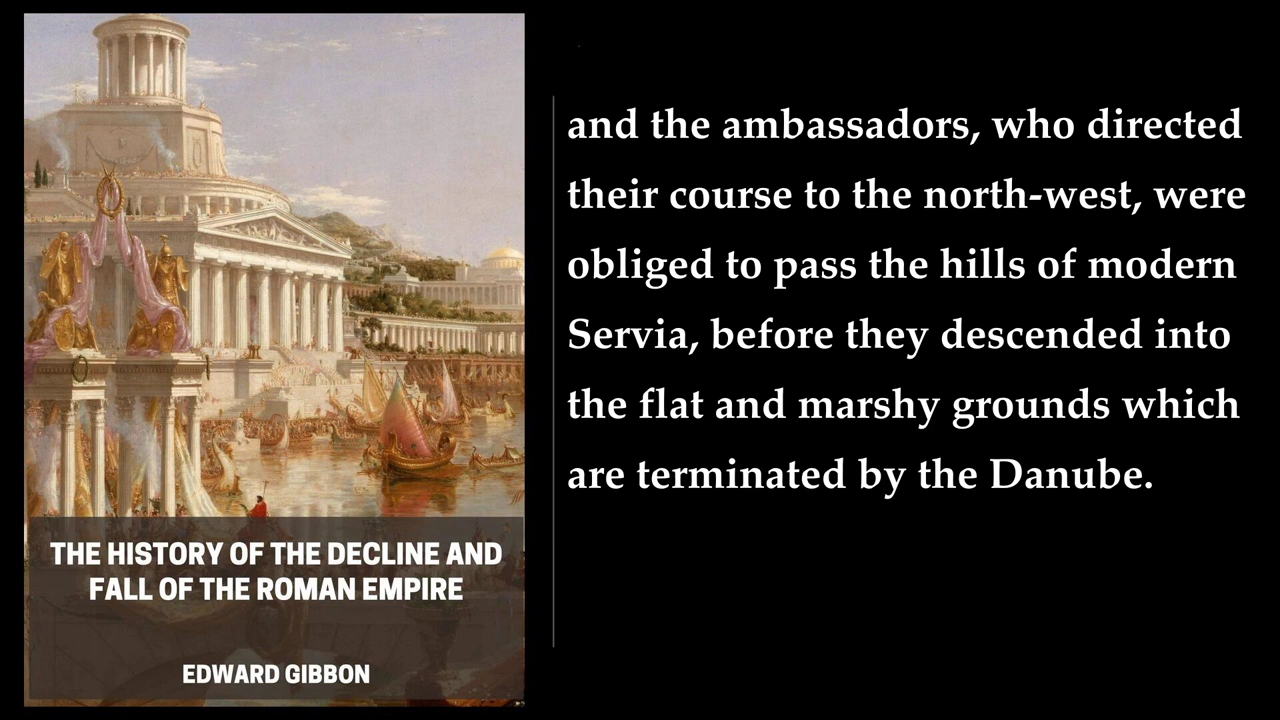 THE HISTORY OF THE DECLINE AND
FALL OF THE ROMAN EMPIRE
EDWARD GIBBON
and the ambassadors, who directed
their course to the north-west, were
obliged to pass the hills of modern
Servia, before they descended into
the flat and marshy grounds which
are terminated by the Danube.